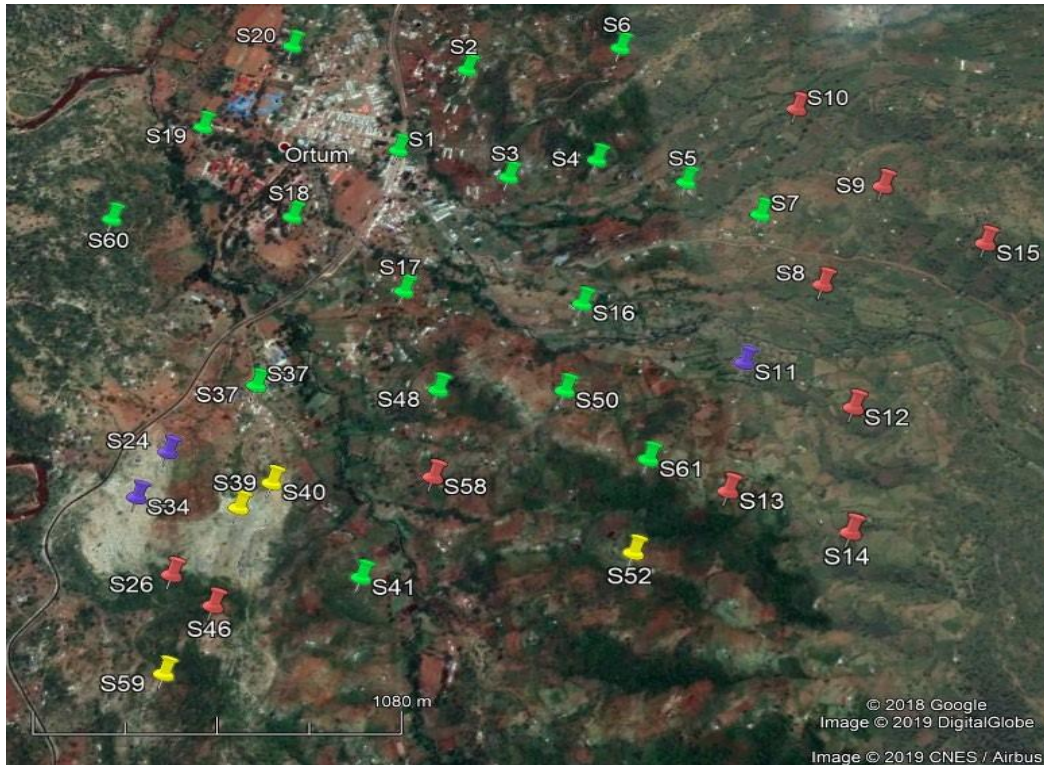 S20
S2
S6
S10
S19
Ortum
S1
S3
S4
S5
S9
S18
S7
S60
S15
S17
S8
S16
S11
S37
S37
S48
S50
S12
S24
S61
S39
S40
S58
S13
S34
S14
S26
S41
S52
S46
S59
1080 m
© 2018 Google
Image © 2019 DigitalGlobe
Image © 2019 CNES / Airbus